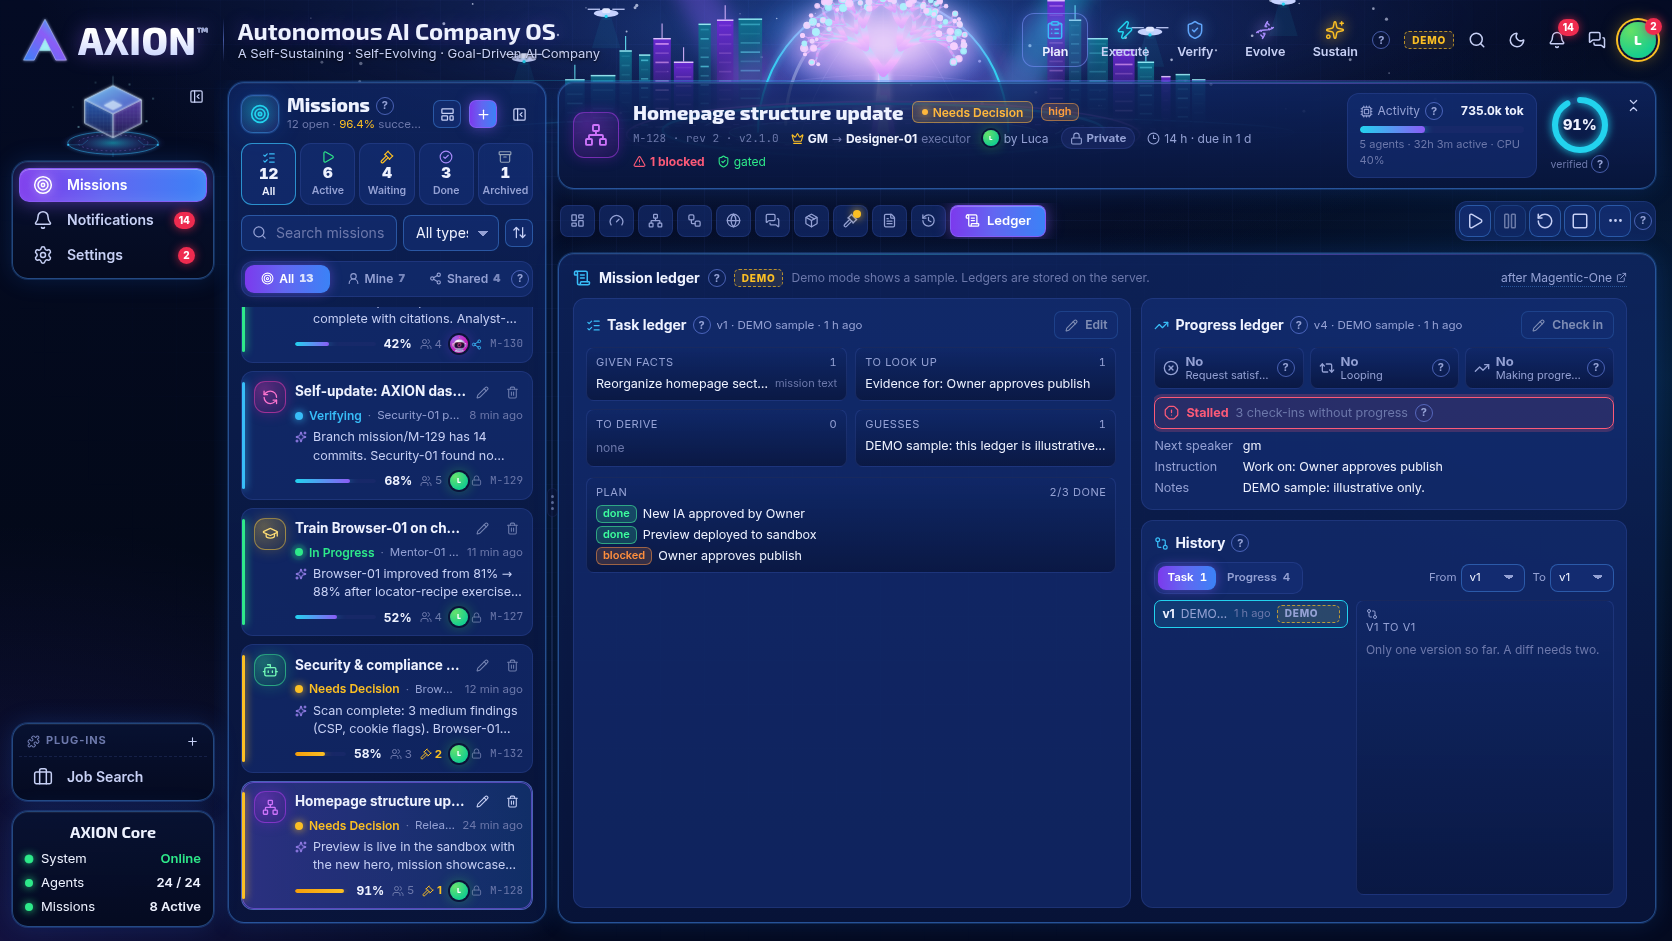 AXION™
Autonomous AI Company OS
A Self-Sustaining · Self-Evolving · Goal-Driven AI Company
Plan
Execute
Verify
Evolve
Sustain
?
DEMO
14
L
2
Missions
Notifications 14
Settings 2
PLUG-INS +
Job Search
AXION Core
System Online
Agents 24 / 24
Missions 8 Active
Missions ?
12 open · 96.4% succe...
12 All
6 Active
4 Waiting
3 Done
1 Archived
Search missions
All types
All 13 Mine 7 Shared 4 ?
complete with citations. Analyst-...
42% 4 M-130
Self-update: AXION das...
Verifying · Security-01 p... 8 min ago
Branch mission/M-129 has 14
commits. Security-01 found no...
68% 5 L M-129
Train Browser-01 on ch...
In Progress · Mentor-01 ... 11 min ago
Browser-01 improved from 81% →
88% after locator-recipe exercise...
52% 4 L M-127
Security & compliance ...
Needs Decision · Brow... 12 min ago
Scan complete: 3 medium findings
(CSP, cookie flags). Browser-01...
58% 3 2 L M-132
Homepage structure up...
Needs Decision · Relea... 24 min ago
Preview is live in the sandbox with
the new hero, mission showcase...
91% 5 1 L M-128
Homepage structure update Needs Decision high
M-128 · rev 2 · v2.1.0 GM → Designer-01 executor L by Luca Private 14 h · due in 1 d
1 blocked gated
Activity ? 735.0k tok
5 agents · 32h 3m active · CPU
40%
91%
verified ?
Ledger
?
Mission ledger ? DEMO Demo mode shows a sample. Ledgers are stored on the server.
after Magentic-One
Task ledger ? v1 · DEMO sample · 1 h ago Edit
GIVEN FACTS 1
Reorganize homepage sect... mission text
TO LOOK UP 1
Evidence for: Owner approves publish
TO DERIVE 0
none
GUESSES 1
DEMO sample: this ledger is illustrative...
PLAN 2/3 DONE
done New IA approved by Owner
done Preview deployed to sandbox
blocked Owner approves publish
Progress ledger ? v4 · DEMO sample · 1 h ago Check in
No
Request satisf... ?
No
Looping ?
No
Making progre... ?
Stalled 3 check-ins without progress ?
Next speaker gm
Instruction Work on: Owner approves publish
Notes DEMO sample: illustrative only.
History ?
Task 1 Progress 4 From v1 To v1
v1 DEMO... 1 h ago DEMO
V1 TO V1
Only one version so far. A diff needs two.